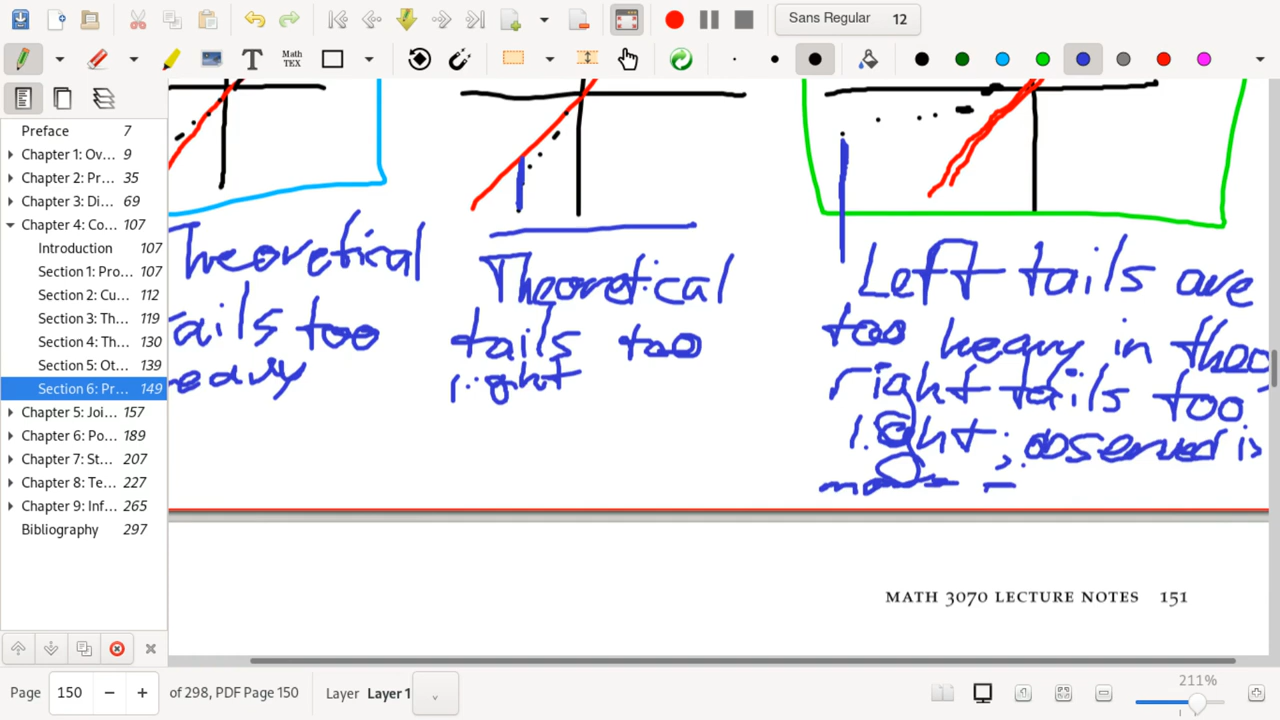 Sans Regular 12
Math
TEX
Preface 7
Chapter 1: Ov... 9
Chapter 2: Pr... 35
Chapter 3: Di... 69
Chapter 4: Co... 107
Introduction 107
Section 1: Pro... 107
Section 2: Cu... 112
Section 3: Th... 119
Section 4: Th... 130
Section 5: Ot... 139
Section 6: Pr... 149
Chapter 5: Joi... 157
Chapter 6: Po... 189
Chapter 7: St... 207
Chapter 8: Te... 227
Chapter 9: Inf... 265
Bibliography 297
Theoretical
tails too
heavy
Theoretical
tails too
light
Left tails are
too heavy in theo
right tails too
light; observed is
MATH 3070 LECTURE NOTES 151
Page 150 of 298, PDF Page 150 Layer Layer 1 211%